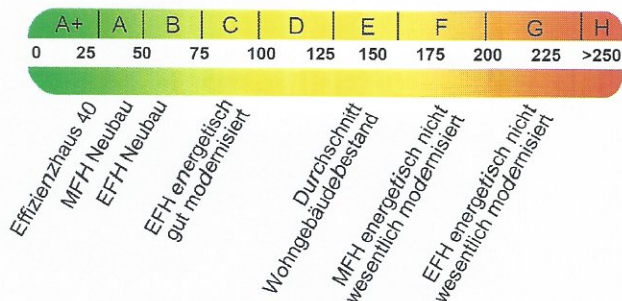 A+ A B C D E F G H
0 25 50 75 100 125 150 175 200 225 >250
Effizienzhaus 40
MFH Neubau
EFH Neubau
EFH energetisch
gut modernisiert
Durchschnitt
Wohngebäudebestand
MFH energetisch nicht
wesentlich modernisiert
EFH energetisch nicht
wesentlich modernisiert